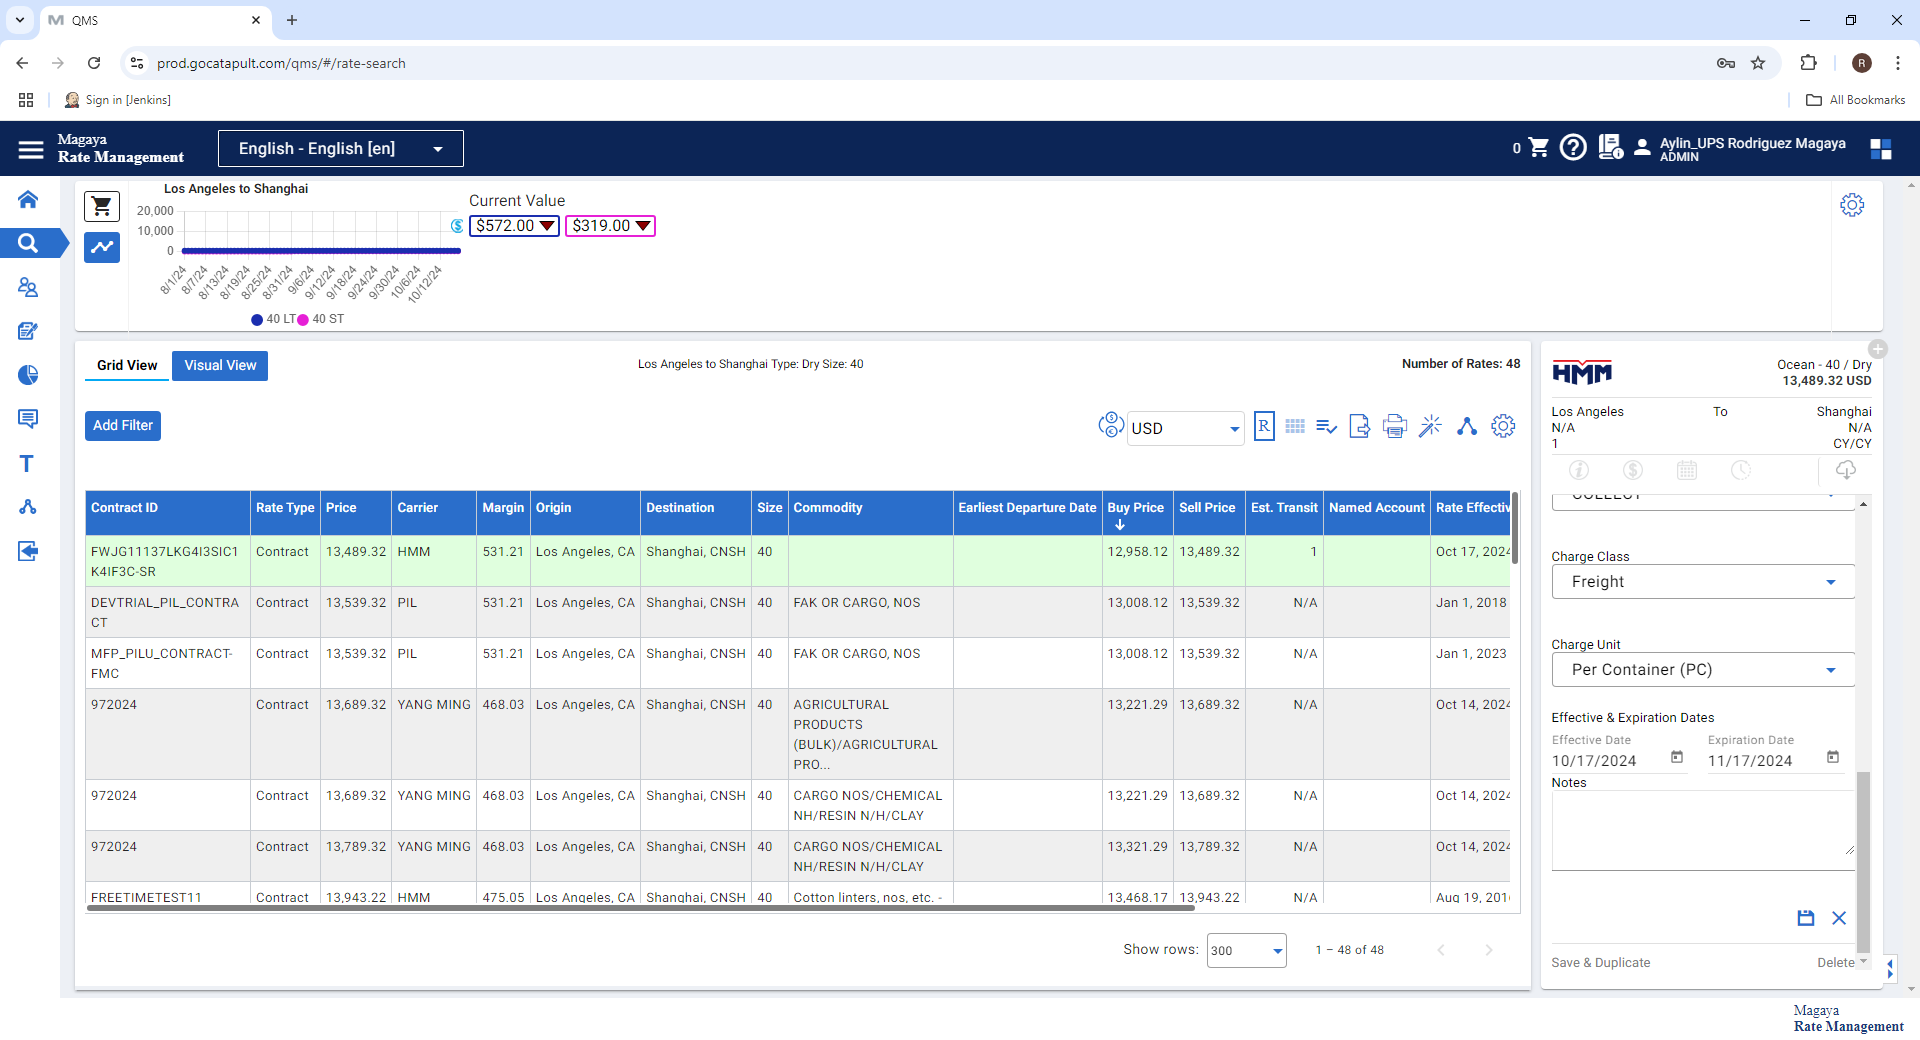 QMS
prod.gocatapult.com/qms/#/rate-search
R
Sign in [Jenkins]
All Bookmarks
Magaya
Rate Management
English - English [en]
0
Aylin_UPS Rodriguez Magaya
ADMIN
Los Angeles to Shanghai
20,000
10,000
0
8/1/24 8/7/24 8/13/24 8/19/24 8/25/24 8/31/24 9/6/24 9/12/24 9/18/24 9/24/24 9/30/24 10/6/24 10/12/24
40 LT 40 ST
Current Value
$572.00 $319.00
Grid View Visual View
Los Angeles to Shanghai Type: Dry Size: 40
Number of Rates: 48
Add Filter
USD
R
Contract ID Rate Type Price Carrier Margin Origin Destination Size Commodity Earliest Departure Date Buy Price Sell Price Est. Transit Named Account Rate Effectiv
FWJG11137LKG4I3SIC1 Contract 13,489.32 HMM 531.21 Los Angeles, CA Shanghai, CNSH 40 12,958.12 13,489.32 1 Oct 17, 2024
K4IF3C-SR
DEVTRIAL_PIL_CONTRA Contract 13,539.32 PIL 531.21 Los Angeles, CA Shanghai, CNSH 40 FAK OR CARGO, NOS 13,008.12 13,539.32 N/A Jan 1, 2018
CT
MFP_PILU_CONTRACT- Contract 13,539.32 PIL 531.21 Los Angeles, CA Shanghai, CNSH 40 FAK OR CARGO, NOS 13,008.12 13,539.32 N/A Jan 1, 2023
FMC
972024 Contract 13,689.32 YANG MING 468.03 Los Angeles, CA Shanghai, CNSH 40 AGRICULTURAL 13,221.29 13,689.32 N/A Oct 14, 2024
PRODUCTS
(BULK)/AGRICULTURAL
PRO...
972024 Contract 13,689.32 YANG MING 468.03 Los Angeles, CA Shanghai, CNSH 40 CARGO NOS/CHEMICAL 13,221.29 13,689.32 N/A Oct 14, 2024
NH/RESIN N/H/CLAY
972024 Contract 13,789.32 YANG MING 468.03 Los Angeles, CA Shanghai, CNSH 40 CARGO NOS/CHEMICAL 13,321.29 13,789.32 N/A Oct 14, 2024
NH/RESIN N/H/CLAY
FREETIMETEST11 Contract 13,943.22 HMM 475.05 Los Angeles, CA Shanghai, CNSH 40 Cotton linters, nos, etc. - 13,468.17 13,943.22 N/A Aug 19, 201
Show rows: 300 1 – 48 of 48
HMM
Ocean - 40 / Dry
13,489.32 USD
Los Angeles To Shanghai
N/A N/A
1 CY/CY
COLLECT
Charge Class
Freight
Charge Unit
Per Container (PC)
Effective & Expiration Dates
Effective Date Expiration Date
10/17/2024 11/17/2024
Notes
Save & Duplicate Delete
Magaya
Rate Management